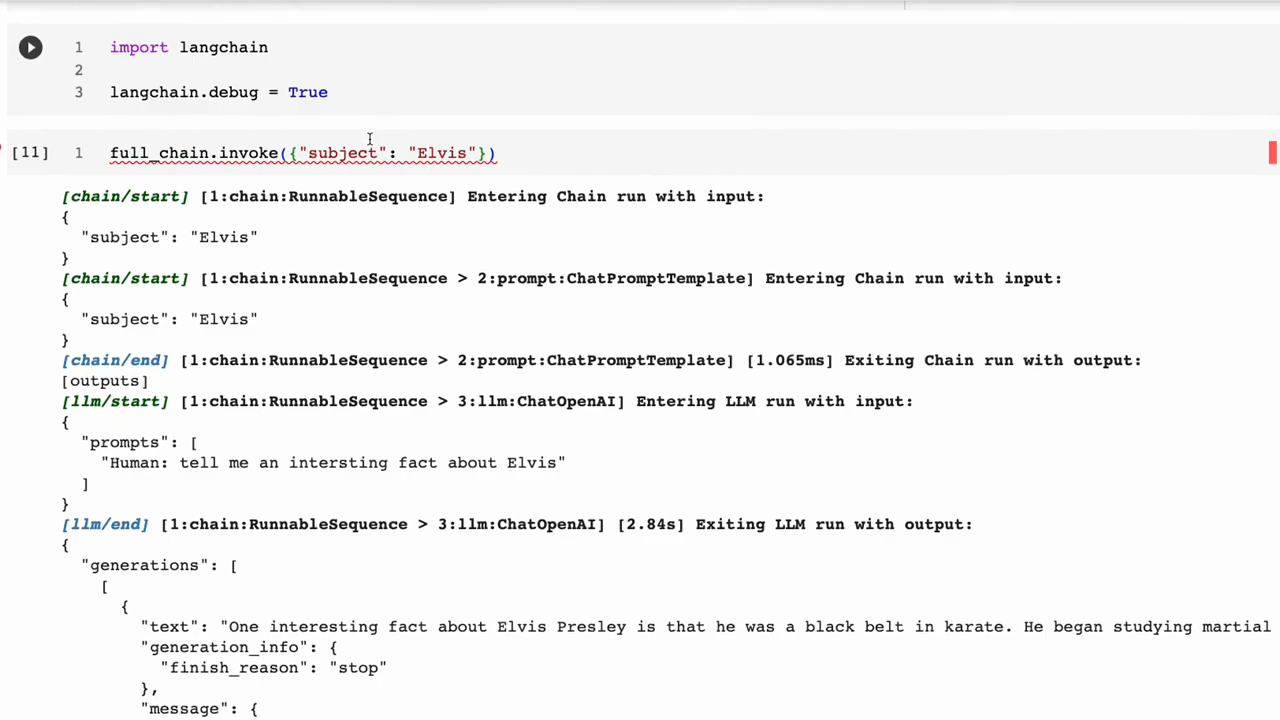 1 import langchain
2
3 langchain.debug = True
[11] 1 full_chain.invoke({"subject": "Elvis"})
[chain/start] [1:chain:RunnableSequence] Entering Chain run with input:
{
"subject": "Elvis"
}
[chain/start] [1:chain:RunnableSequence > 2:prompt:ChatPromptTemplate] Entering Chain run with input:
{
"subject": "Elvis"
}
[chain/end] [1:chain:RunnableSequence > 2:prompt:ChatPromptTemplate] [1.065ms] Exiting Chain run with output:
[outputs]
[llm/start] [1:chain:RunnableSequence > 3:llm:ChatOpenAI] Entering LLM run with input:
{
"prompts": [
"Human: tell me an intersting fact about Elvis"
]
}
[llm/end] [1:chain:RunnableSequence > 3:llm:ChatOpenAI] [2.84s] Exiting LLM run with output:
{
"generations": [
[
{
"text": "One interesting fact about Elvis Presley is that he was a black belt in karate. He began studying martial
"generation_info": {
"finish_reason": "stop"
},
"message": {